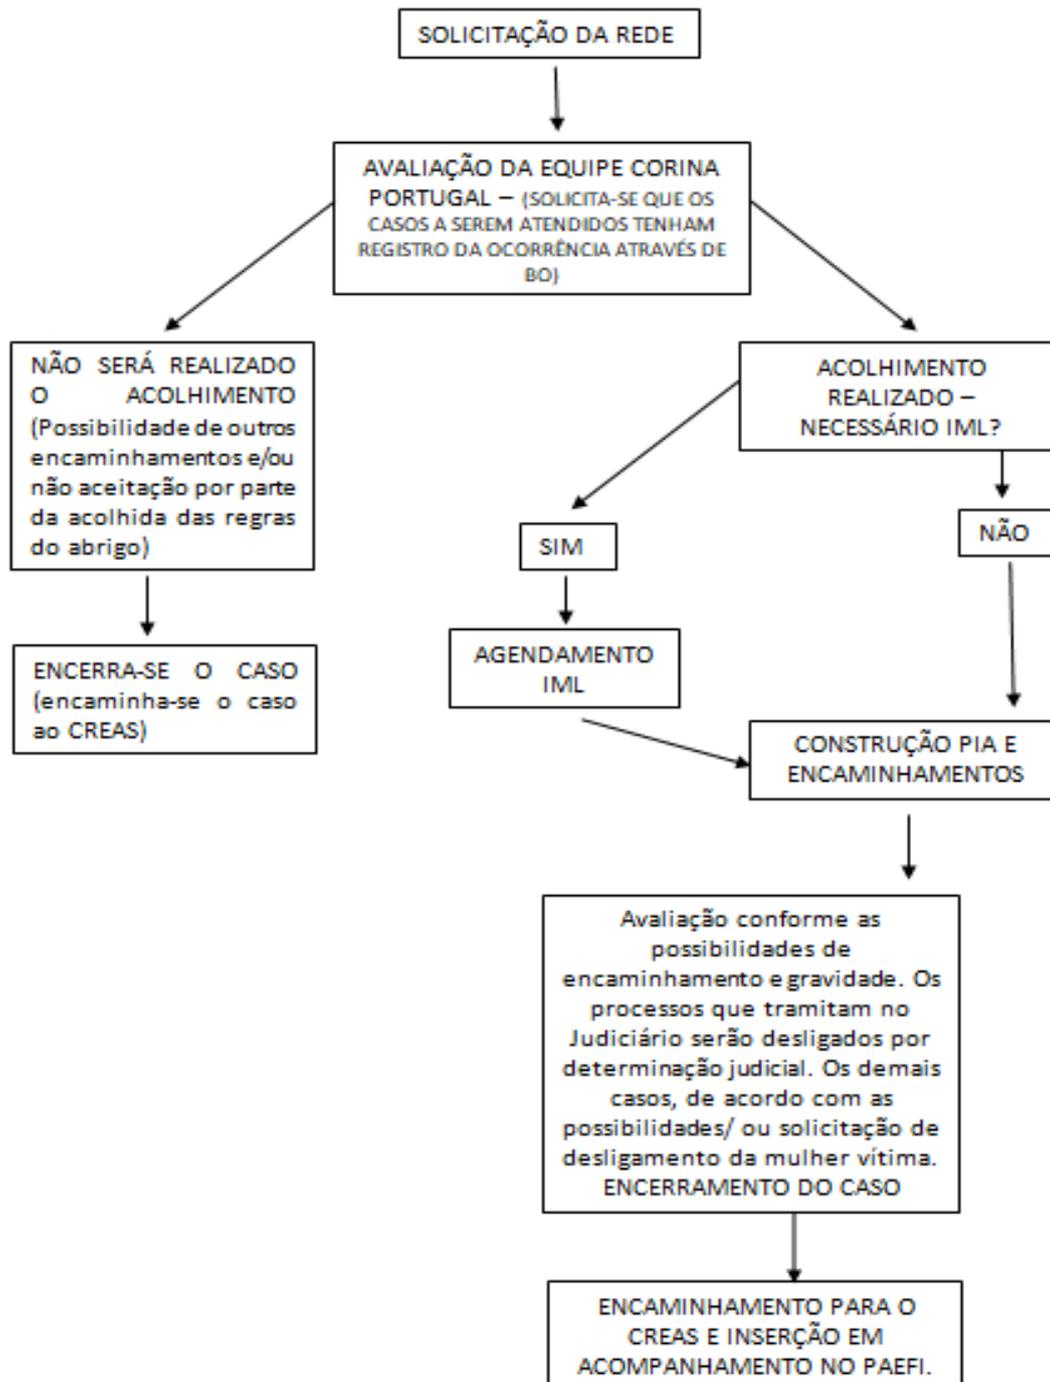 SOLICITAÇÃO DA REDE
AVALIAÇÃO DA EQUIPE CORINA
PORTUGAL – (SOLICITA-SE QUE OS
CASOS A SEREM ATENDIDOS TENHAM
REGISTRO DA OCORRÊNCIA ATRAVÉS DE
BO)
NÃO SERÁ REALIZADO
O ACOLHIMENTO
(Possibilidade de outros
encaminhamentos e/ou
não aceitação por parte
da acolhida das regras
do abrigo)
ENCERRA-SE O CASO
(encaminha-se o caso
ao CREAS)
ACOLHIMENTO
REALIZADO –
NECESSÁRIO IML?
SIM
NÃO
AGENDAMENTO
IML
CONSTRUÇÃO PIA E
ENCAMINHAMENTOS
Avaliação conforme as
possibilidades de
encaminhamento e gravidade. Os
processos que tramitam no
Judiciário serão desligados por
determinação judicial. Os demais
casos, de acordo com as
possibilidades/ ou solicitação de
desligamento da mulher vítima.
ENCERRAMENTO DO CASO
ENCAMINHAMENTO PARA O
CREAS E INSERÇÃO EM
ACOMPANHAMENTO NO PAEFI.